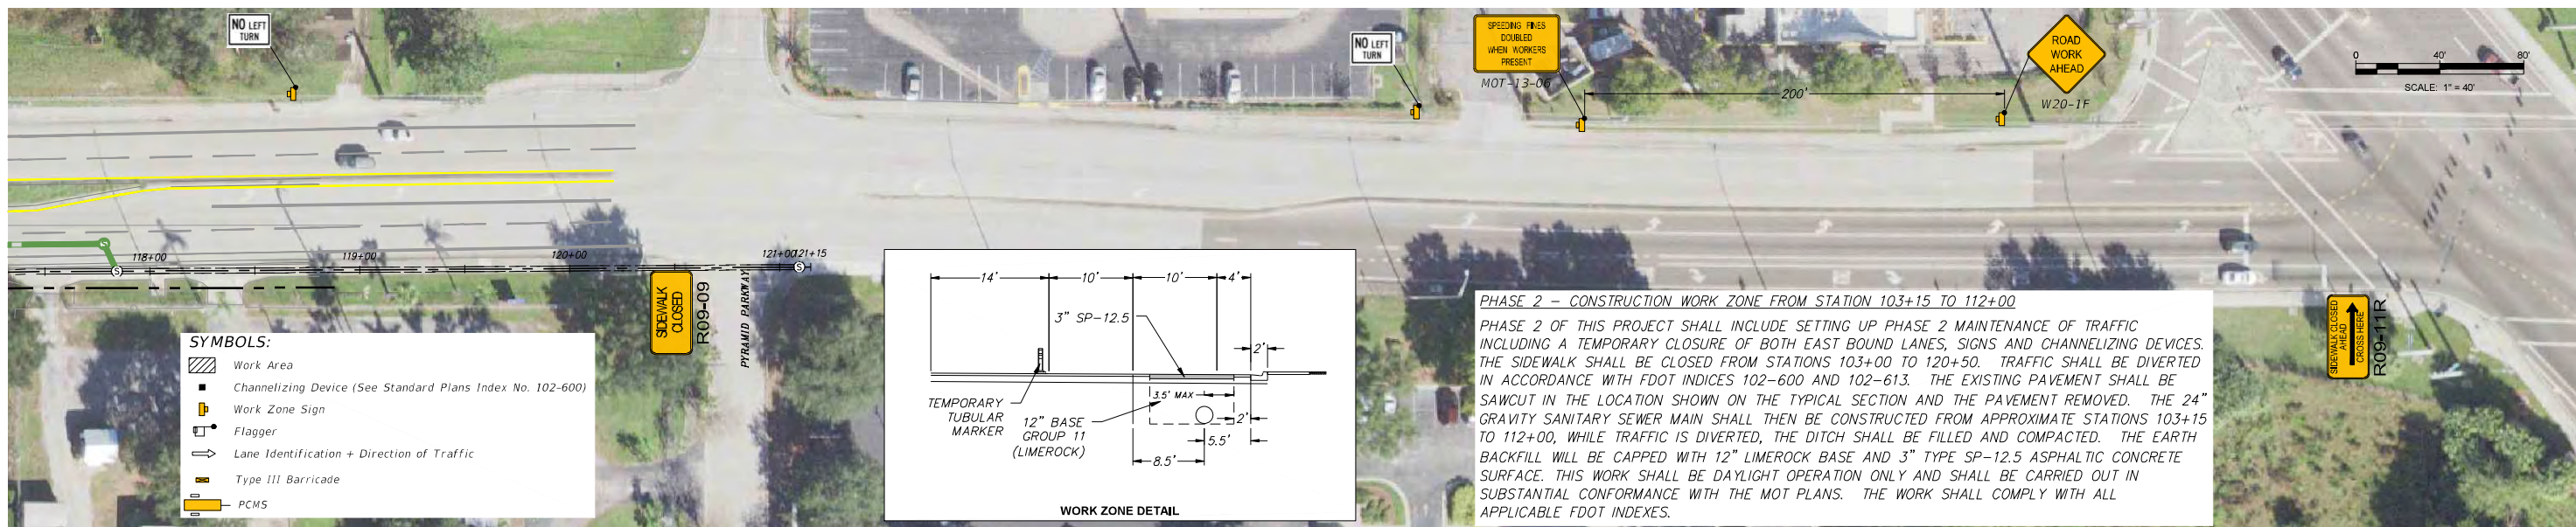 NO LEFT
TURN
NO LEFT
TURN
SPEEDING FINES
DOUBLED
WHEN WORKERS
PRESENT
MOT-13-06
200'
ROAD
WORK
AHEAD
W20-1F
0 40' 80'
SCALE: 1" = 40'
118+00
119+00
120+00
121+00
121+15
SIDEWALK
CLOSED
R09-09
PYRAMID PARKWAY
SYMBOLS:
Work Area
Channelizing Device (See Standard Plans Index No. 102-600)
Work Zone Sign
Flagger
Lane Identification + Direction of Traffic
Type III Barricade
PCMS
14' 10' 10' 4'
3" SP-12.5
2'
3.5' MAX
TEMPORARY
TUBULAR
MARKER
12" BASE
GROUP 11
(LIMEROCK)
2'
5.5'
8.5'
WORK ZONE DETAIL
PHASE 2 - CONSTRUCTION WORK ZONE FROM STATION 103+15 TO 112+00
PHASE 2 OF THIS PROJECT SHALL INCLUDE SETTING UP PHASE 2 MAINTENANCE OF TRAFFIC
INCLUDING A TEMPORARY CLOSURE OF BOTH EAST BOUND LANES, SIGNS AND CHANNELIZING DEVICES.
THE SIDEWALK SHALL BE CLOSED FROM STATIONS 103+00 TO 120+50. TRAFFIC SHALL BE DIVERTED
IN ACCORDANCE WITH FDOT INDICES 102-600 AND 102-613. THE EXISTING PAVEMENT SHALL BE
SAWCUT IN THE LOCATION SHOWN ON THE TYPICAL SECTION AND THE PAVEMENT REMOVED. THE 24"
GRAVITY SANITARY SEWER MAIN SHALL THEN BE CONSTRUCTED FROM APPROXIMATE STATIONS 103+15
TO 112+00, WHILE TRAFFIC IS DIVERTED, THE DITCH SHALL BE FILLED AND COMPACTED. THE EARTH
BACKFILL WILL BE CAPPED WITH 12" LIMEROCK BASE AND 3" TYPE SP-12.5 ASPHALTIC CONCRETE
SURFACE. THIS WORK SHALL BE DAYLIGHT OPERATION ONLY AND SHALL BE CARRIED OUT IN
SUBSTANTIAL CONFORMANCE WITH THE MOT PLANS. THE WORK SHALL COMPLY WITH ALL
APPLICABLE FDOT INDEXES.
SIDEWALK CLOSED
AHEAD
CROSS HERE
R09-11R
S
S
S